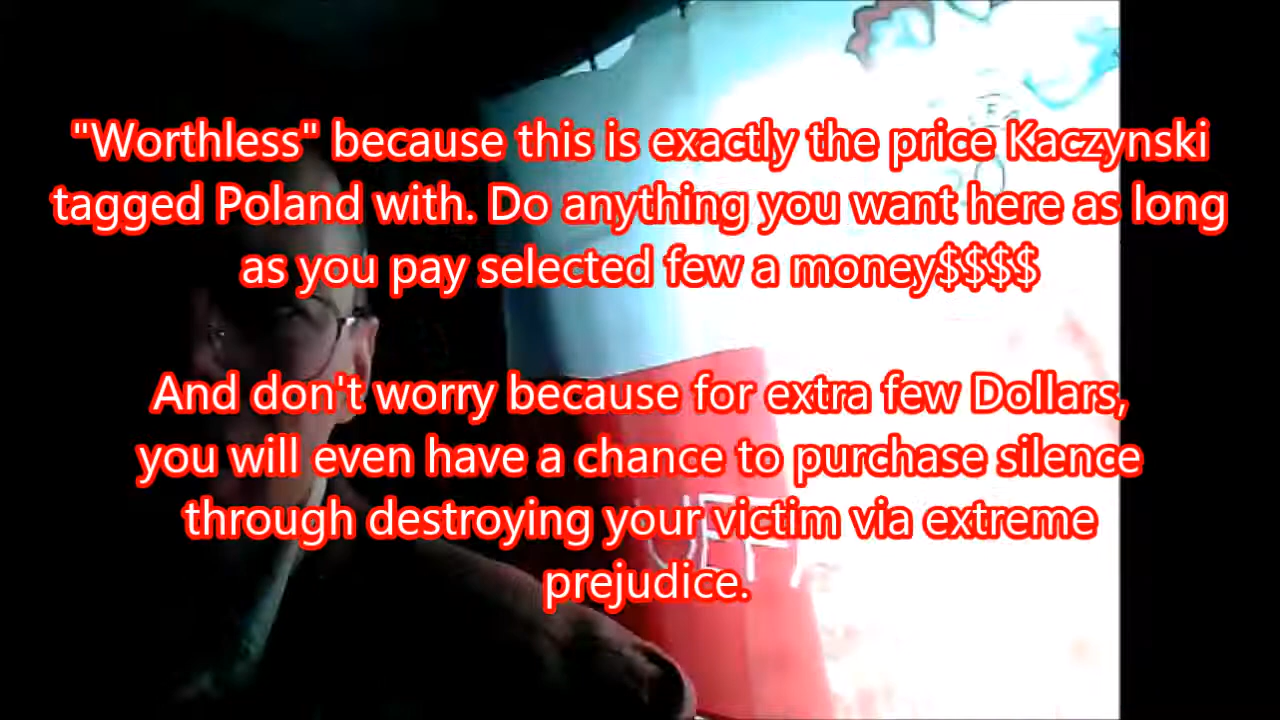 "Worthless" because this is exactly the price Kaczynski
tagged Poland with. Do anything you want here as long
as you pay selected few a money$$$$
And don't worry because for extra few Dollars,
you will even have a chance to purchase silence
through destroying your victim via extreme
prejudice.